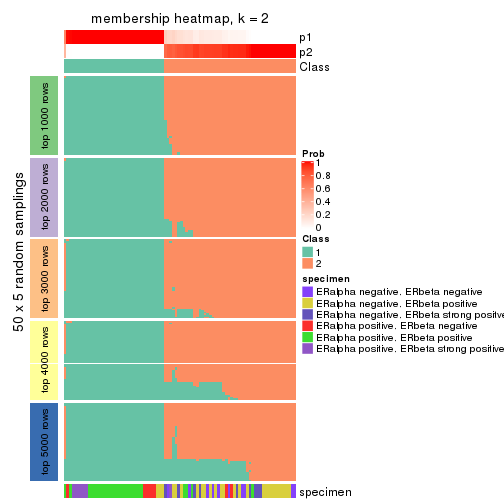 membership heatmap, k = 2
p1
p2
Class
50 x 5 random samplings
top 1000 rows
top 2000 rows
top 3000 rows
top 4000 rows
top 5000 rows
Prob
1
0.8
0.6
0.4
0.2
0
Class
1
2
specimen
ERalpha negative. ERbeta negative
ERalpha negative. ERbeta positive
ERalpha negative. ERbeta strong positive
ERalpha positive. ERbeta negative
ERalpha positive. ERbeta positive
ERalpha positive. ERbeta strong positive
specimen